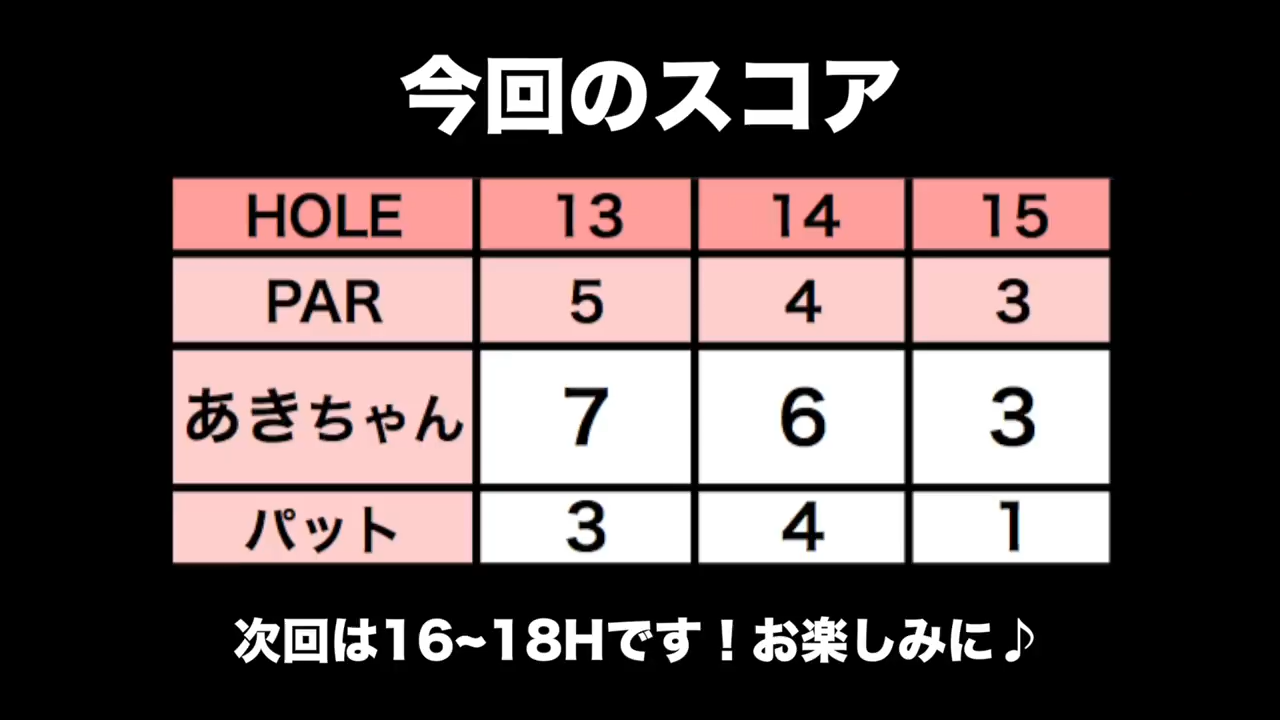 今回のスコア
HOLE 13 14 15
PAR 5 4 3
あきちゃん 7 6 3
パット 3 4 1
次回は16~18Hです！お楽しみに♪